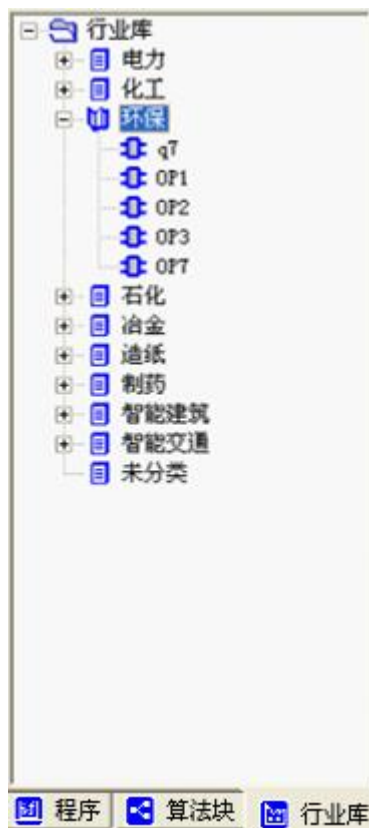 行业库
电力
化工
环保
q7
OP1
OP2
OP3
OP7
石化
冶金
造纸
制药
智能建筑
智能交通
未分类
程序 算法块 行业库